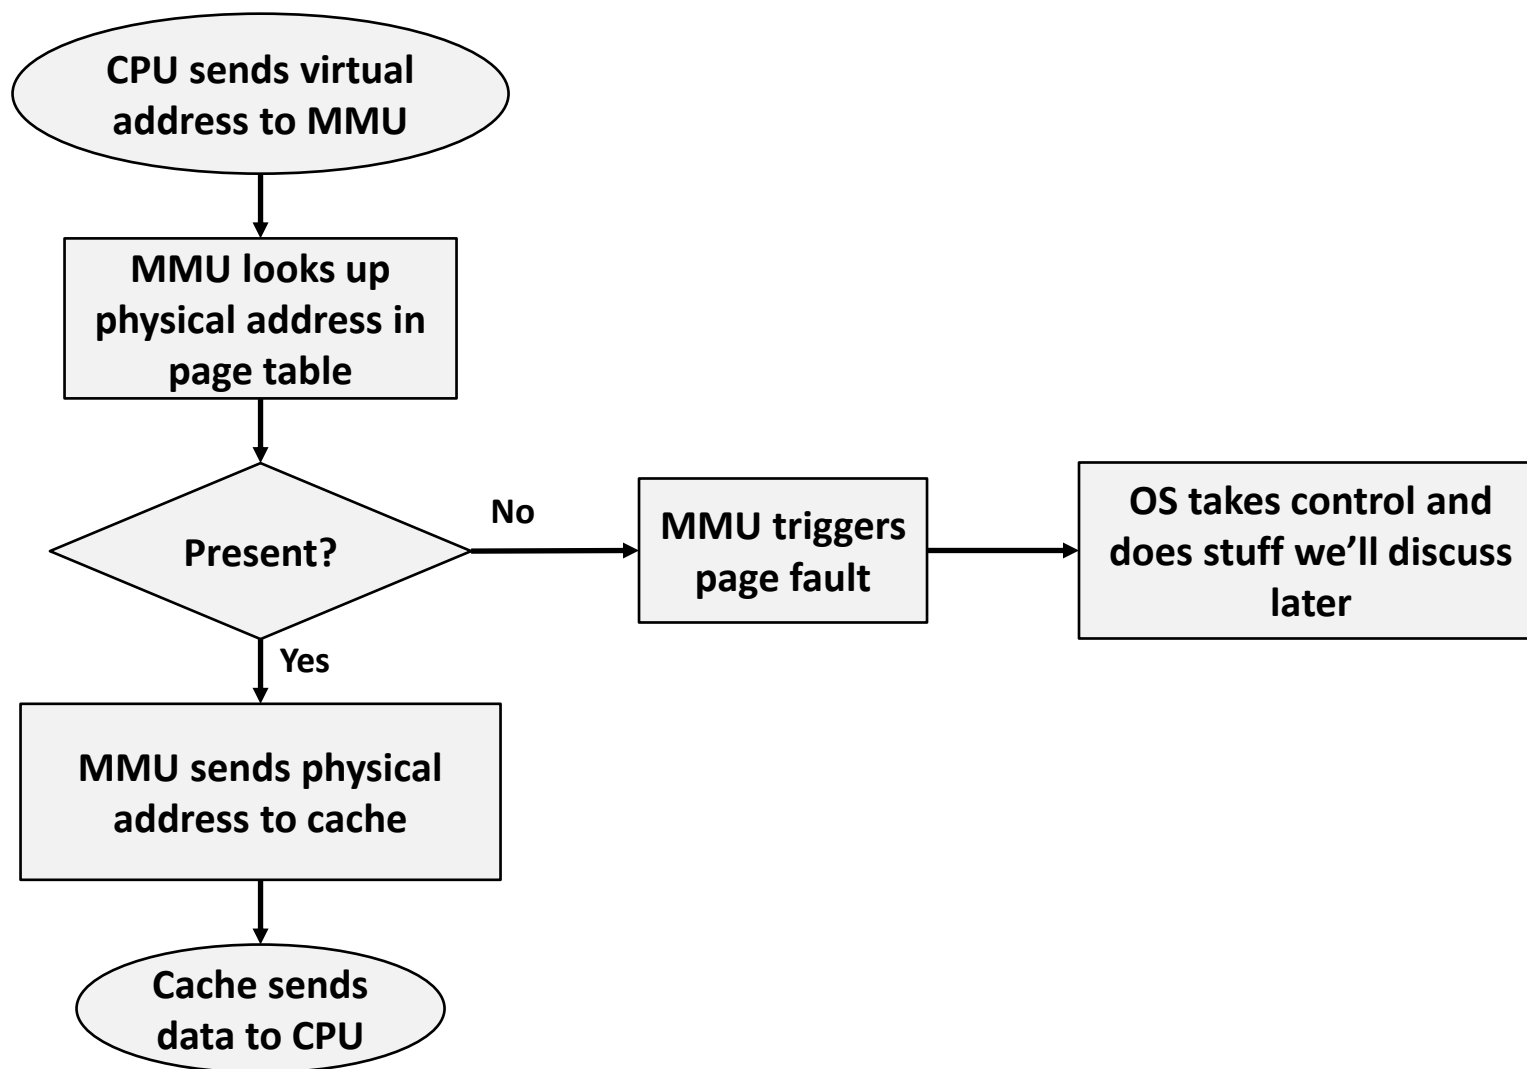 CPU sends virtual
address to MMU
MMU looks up
physical address in
page table
Present?
No
MMU triggers
page fault
OS takes control and
does stuff we’ll discuss
later
Yes
MMU sends physical
address to cache
Cache sends
data to CPU